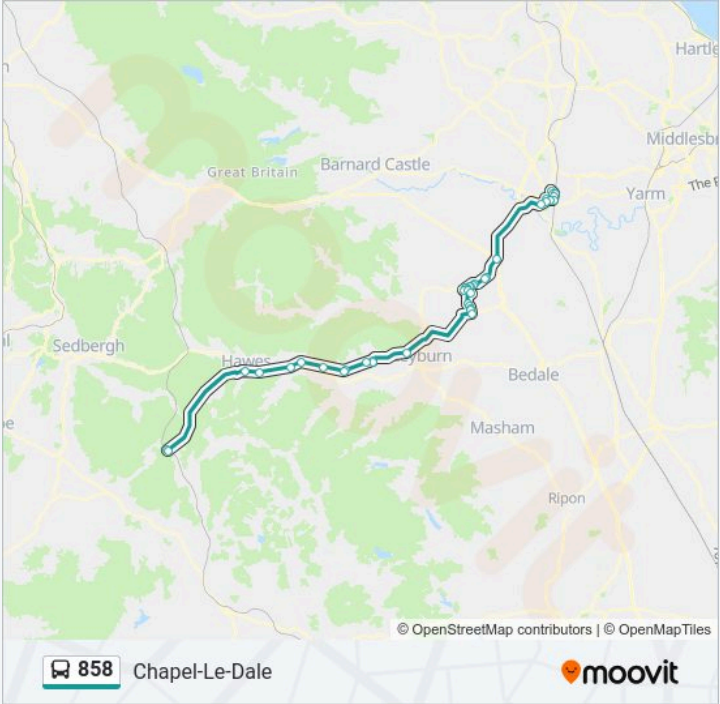 Hartle
Middlesbr
Barnard Castle
Great Britain
Yarm
The F
Sedbergh
Hawes
eyburn
Bedale
Masham
Ripon
© OpenStreetMap contributors | © OpenMapTiles
858 Chapel-Le-Dale
moovit